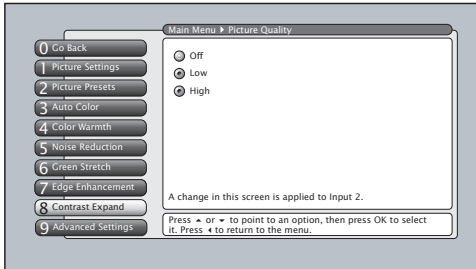 Main Menu ▸ Picture Quality
0 Go Back
1 Picture Settings
2 Picture Presets
3 Auto Color
4 Color Warmth
5 Noise Reduction
6 Green Stretch
7 Edge Enhancement
8 Contrast Expand
9 Advanced Settings
Off
Low
High
A change in this screen is applied to Input 2.
Press ▴ or ▾ to point to an option, then press OK to select
it. Press ◂ to return to the menu.